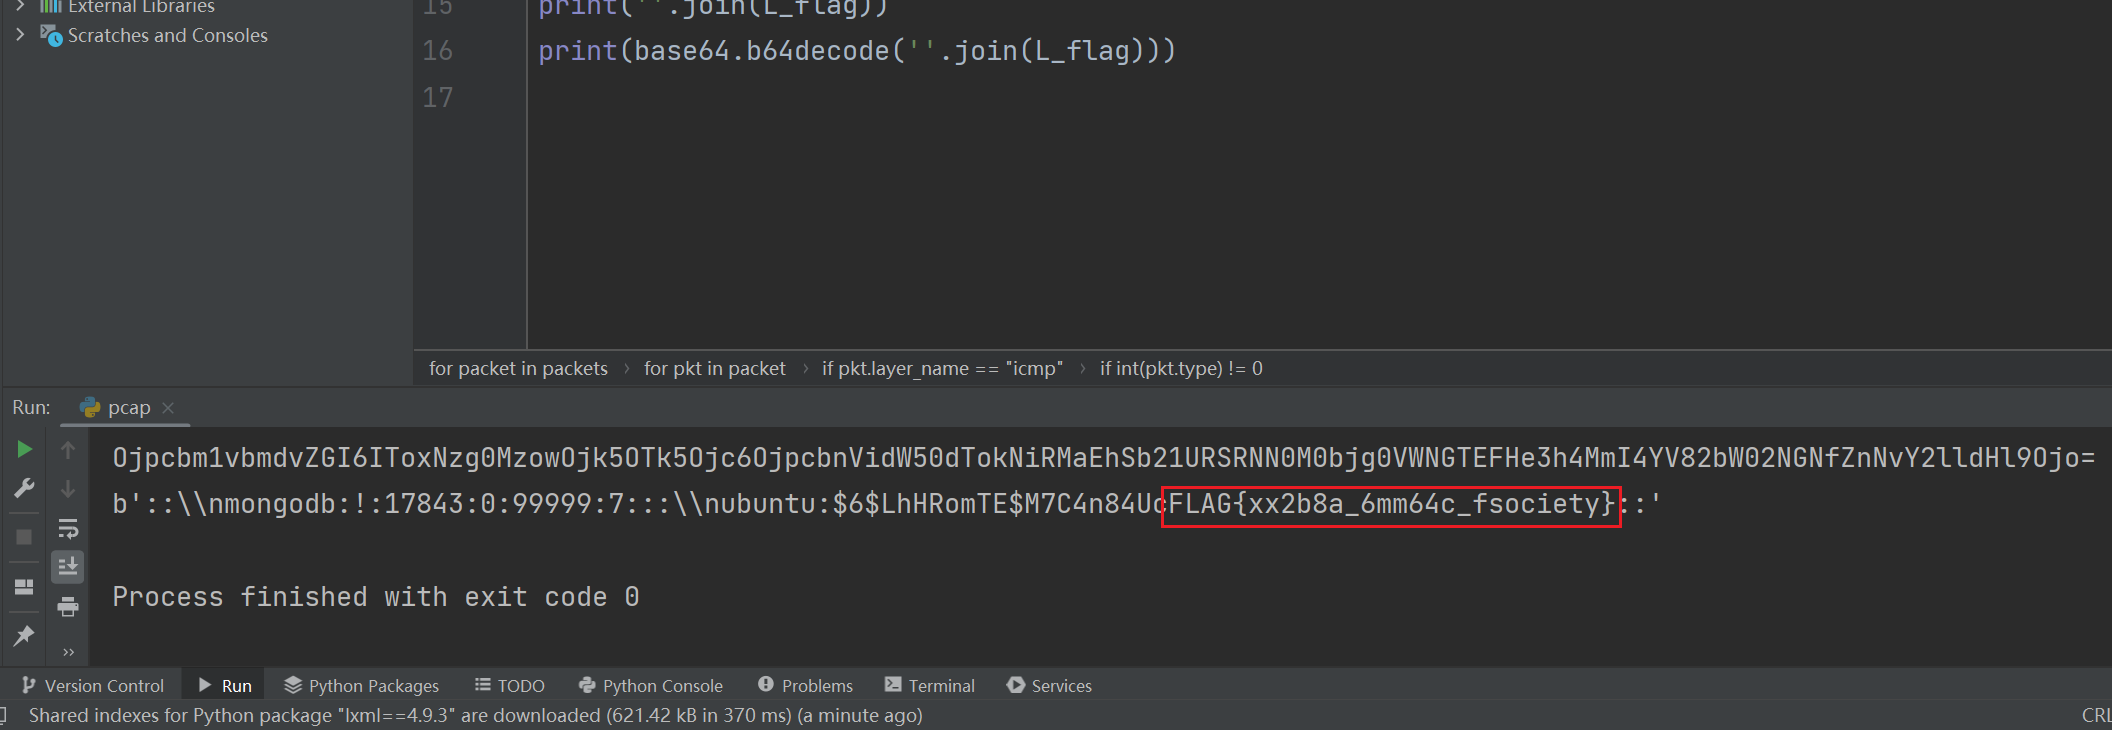 External Libraries
Scratches and Consoles
15 print(''.join(L_flag))
16 print(base64.b64decode(''.join(L_flag)))
17
for packet in packets › for pkt in packet › if pkt.layer_name == "icmp" › if int(pkt.type) != 0
Run: pcap ×
Ojpcbm1vbmdvZGI6IToxNzg0MzowOjk5OTk5Ojc6OjpcbnVidW50dTokNiRMaEhSb21URSRNN0M0bjg0VWNGTEFHe3h4MmI4YV82bW02NGNfZnNvY2lldHl9Ojo=
b'::\\nmongodb:!:17843:0:99999:7:::\\nubuntu:$6$LhHRomTE$M7C4n84UcFLAG{xx2b8a_6mm64c_fsociety}::'
Process finished with exit code 0
Version Control Run Python Packages TODO Python Console Problems Terminal Services
Shared indexes for Python package "lxml==4.9.3" are downloaded (621.42 kB in 370 ms) (a minute ago) CRL